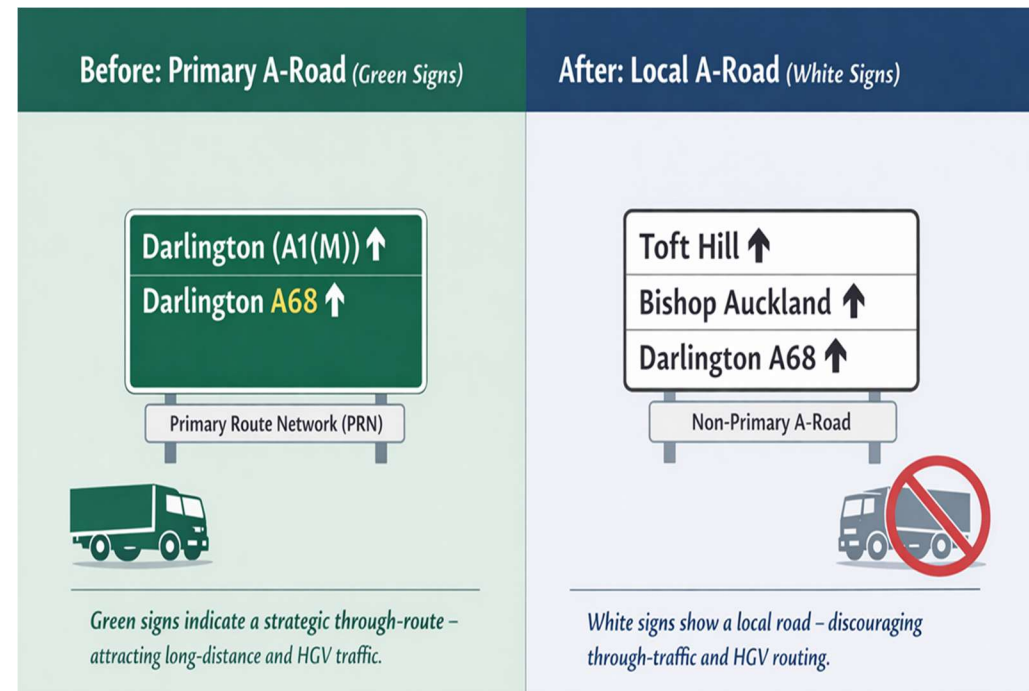 Before: Primary A-Road (Green Signs)
Darlington (A1(M))
Darlington A68
Primary Route Network (PRN)
Green signs indicate a strategic through-route –
attracting long-distance and HGV traffic.
After: Local A-Road (White Signs)
Toft Hill
Bishop Auckland
Darlington A68
Non-Primary A-Road
White signs show a local road – discouraging
through-traffic and HGV routing.